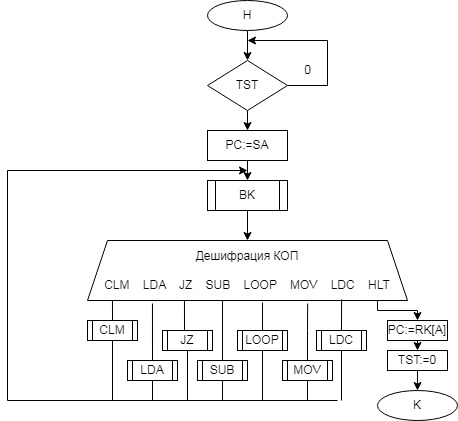 Н
0
TST
PC:=SA
ВК
Дешифрация КОП
CLM LDA JZ SUB LOOP MOV LDC HLT
CLM JZ LOOP LDC PC:=RK[A]
LDA SUB MOV TST:=0
К